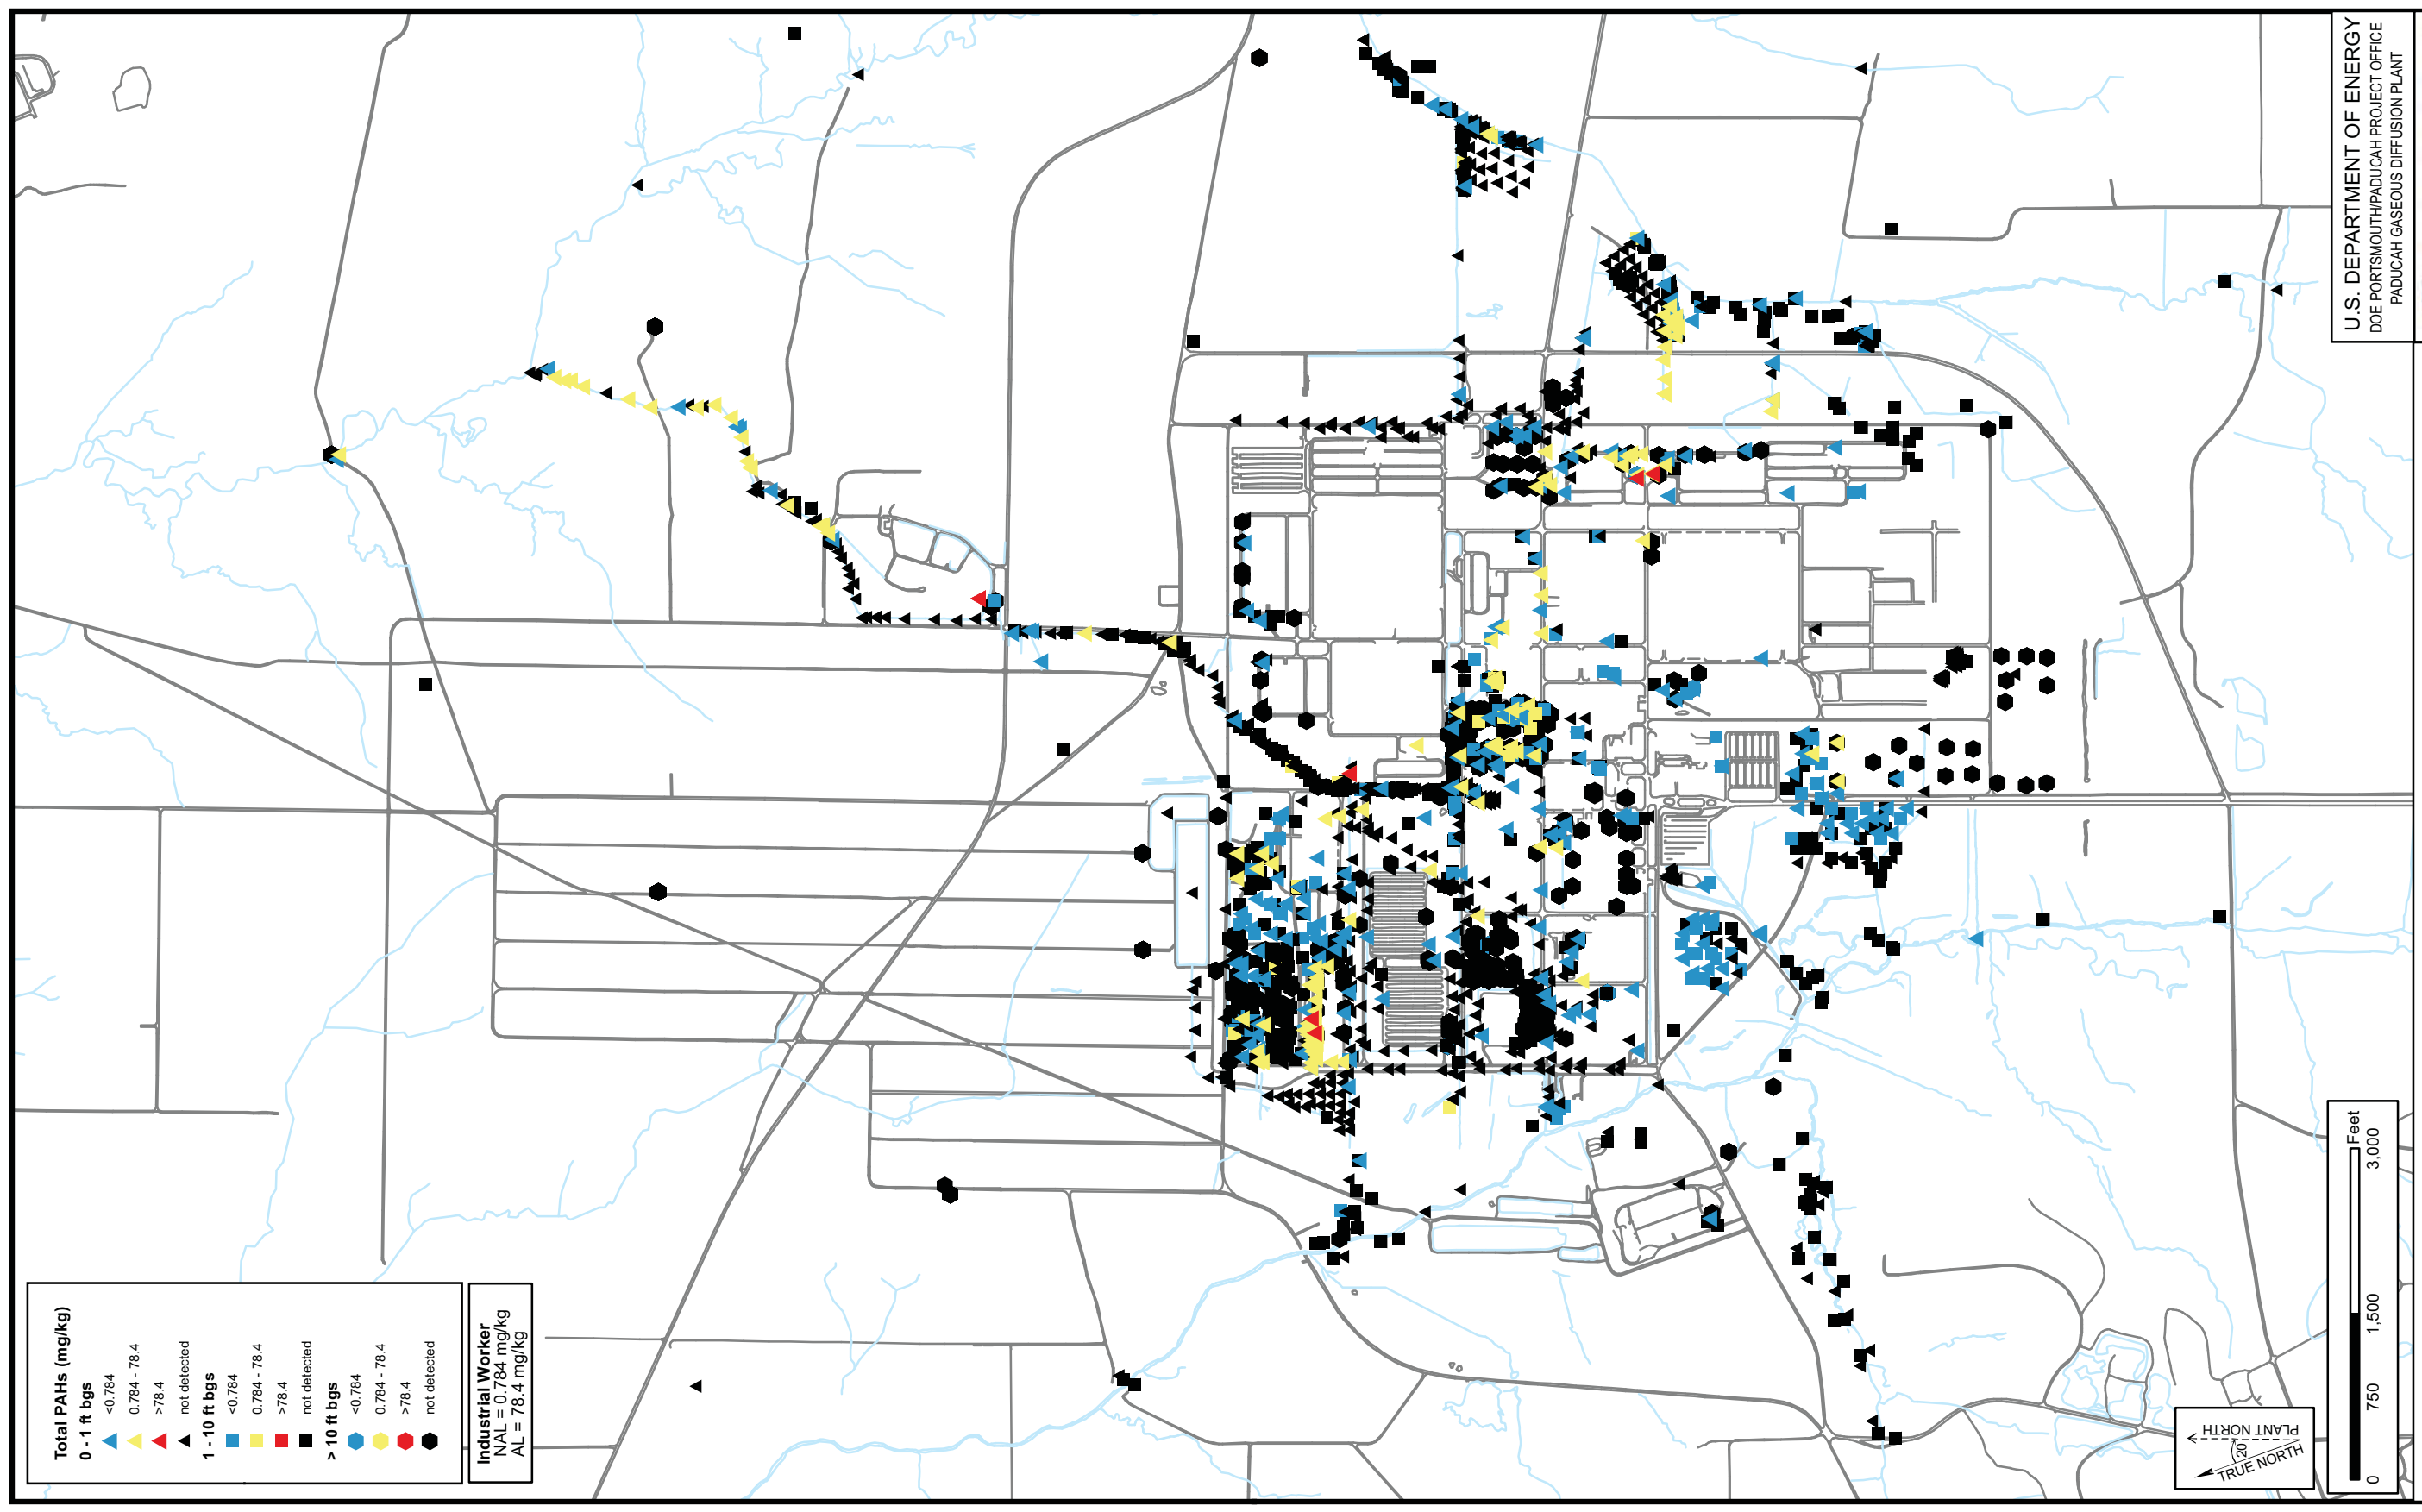 U.S. DEPARTMENT OF ENERGY
DOE PORTSMOUTH/PADUCAH PROJECT OFFICE
PADUCAH GASEOUS DIFFUSION PLANT
Total PAHs (mg/kg)
0 - 1 ft bgs
<0.784
0.784 - 78.4
>78.4
not detected
1 - 10 ft bgs
<0.784
0.784 - 78.4
>78.4
not detected
> 10 ft bgs
<0.784
0.784 - 78.4
>78.4
not detected
Industrial Worker
NAL = 0.784 mg/kg
AL = 78.4 mg/kg
PLANT NORTH
20
TRUE NORTH
Feet
0 750 1,500 3,000